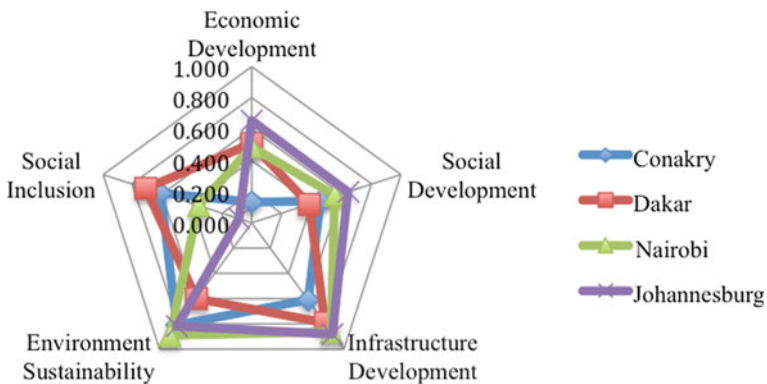 Economic
Development
1.000
0.800
0.600
0.400
0.200
0.000
Social
Inclusion
Social
Development
Environment
Sustainability
Infrastructure
Development
Conakry
Dakar
Nairobi
Johannesburg